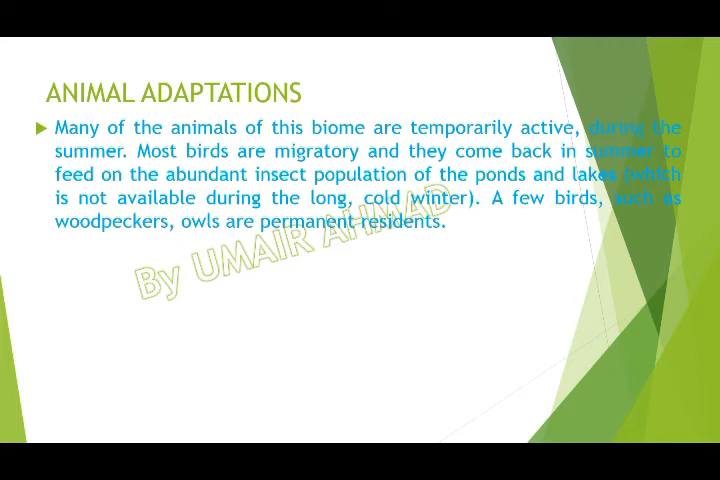 ANIMAL ADAPTATIONS
Many of the animals of this biome are temporarily active, during the
summer. Most birds are migratory and they come back in summer to
feed on the abundant insect population of the ponds and lakes (which
is not available during the long, cold winter). A few birds, such as
woodpeckers, owls are permanent residents.
By UMAIR AHMAD